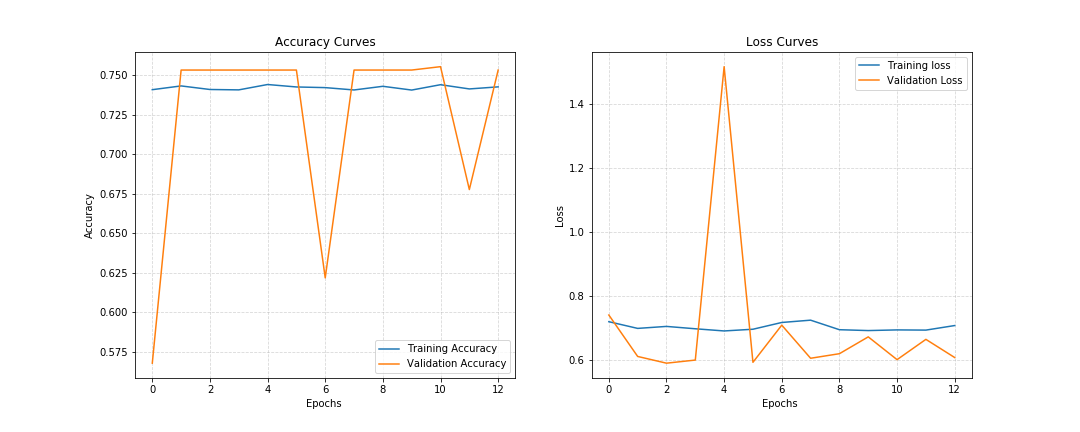 Accuracy Curves
Accuracy
0.750
0.725
0.700
0.675
0.650
0.625
0.600
0.575
0 2 4 6 8 10 12
Epochs
Training Accuracy
Validation Accuracy
Loss Curves
Loss
1.4
1.2
1.0
0.8
0.6
0 2 4 6 8 10 12
Epochs
Training loss
Validation Loss